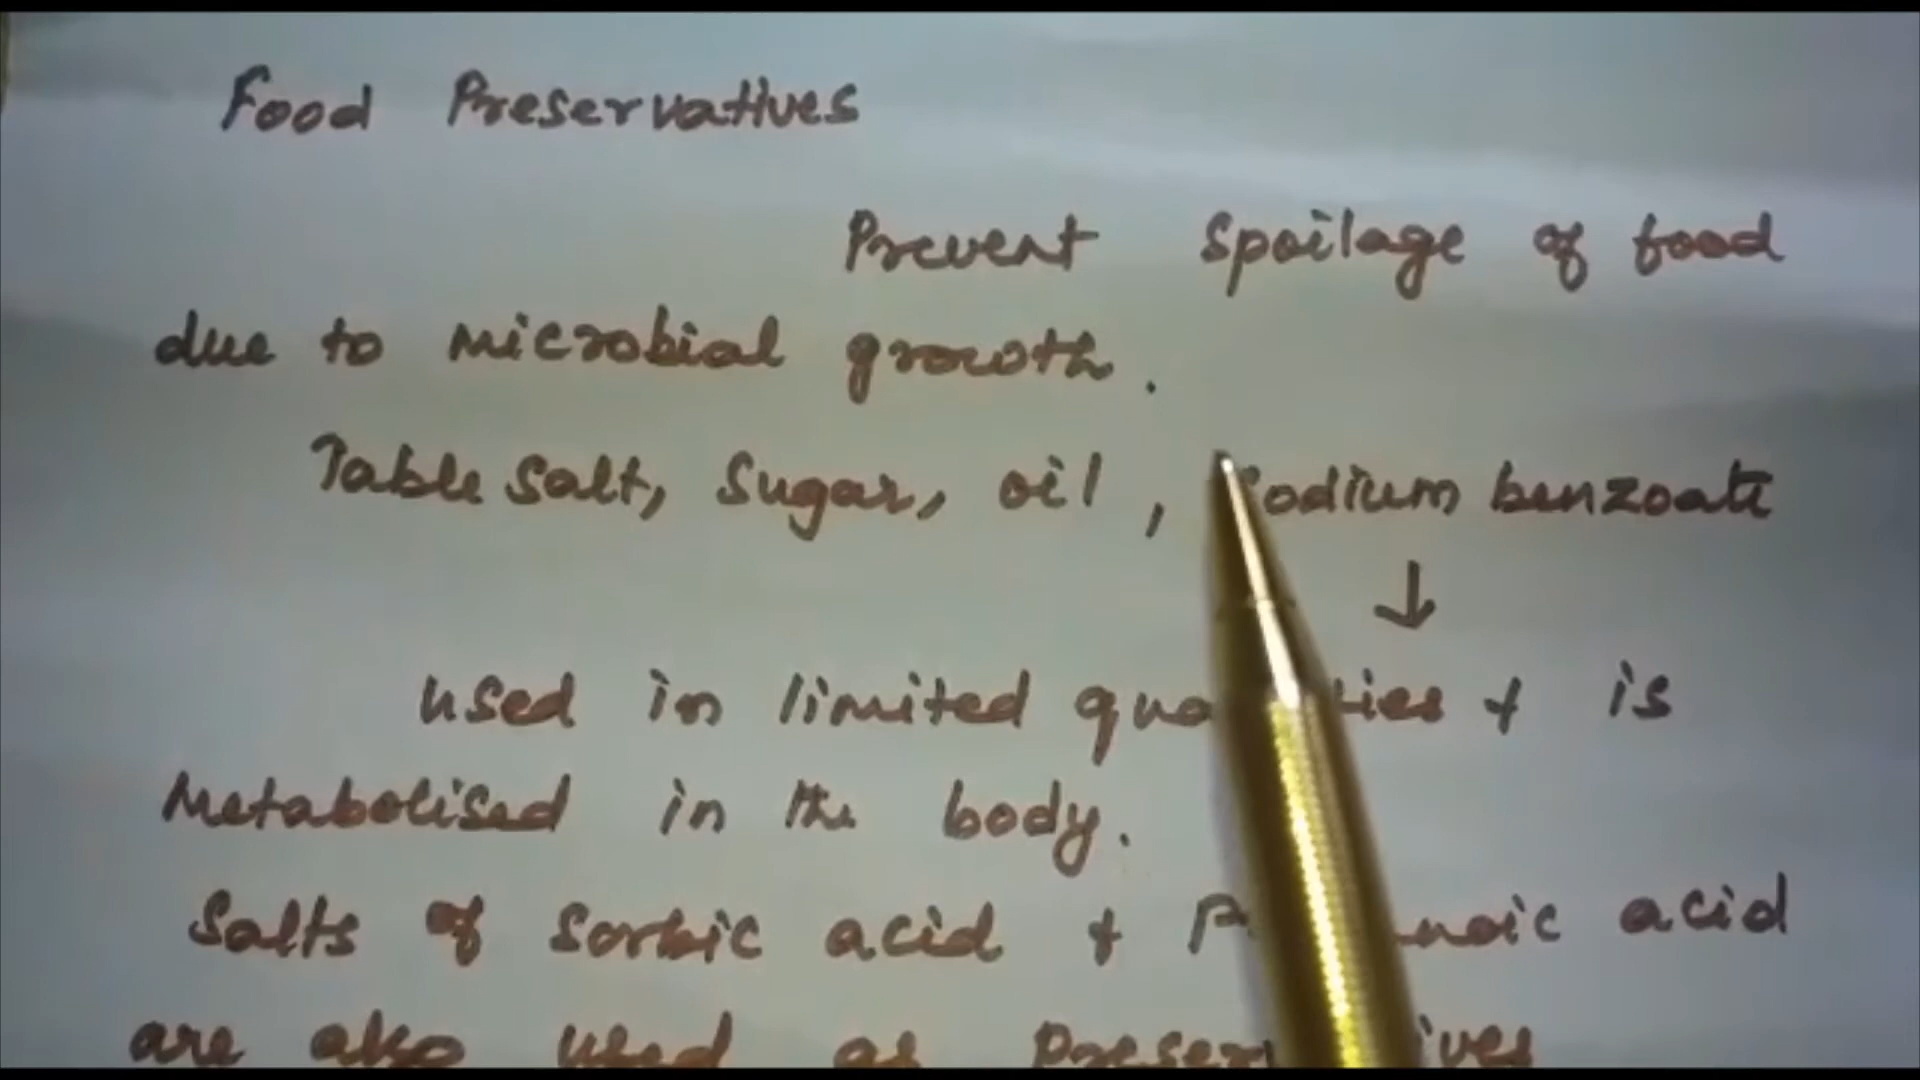 Food Preservatives
Prevent spoilage of food
due to microbial growth.
Table salt, Sugar, oil, Sodium benzoate
↓
used in limited + is
Metabolised in the body.
Salts of Sorbic acid + acid
are also used as